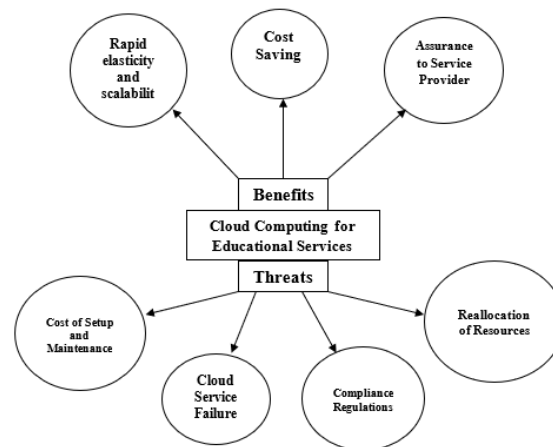 Rapid
elasticity
and
scalabilit
Cost
Saving
Assurance
to Service
Provider
Benefits
Cloud Computing for
Educational Services
Threats
Cost of Setup
and
Maintenance
Cloud
Service
Failure
Compliance
Regulations
Reallocation
of Resources